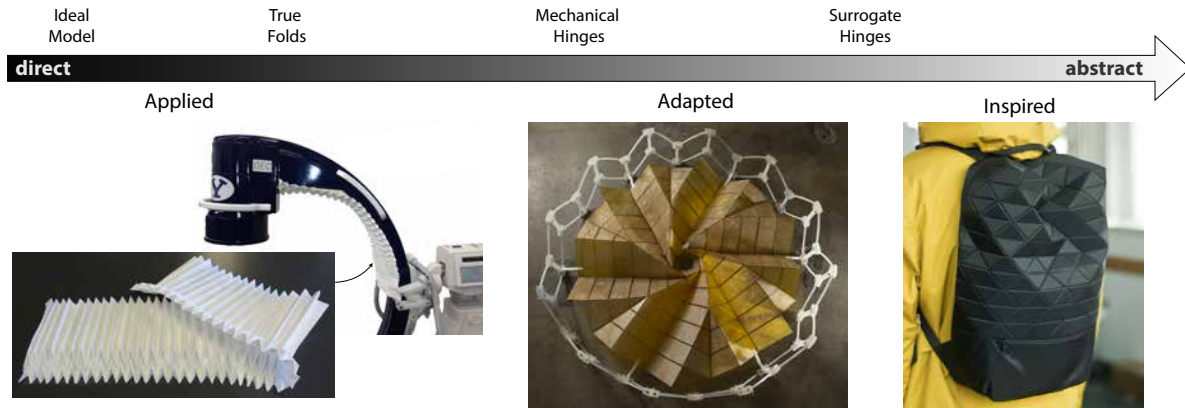 Ideal
Model
True
Folds
Mechanical
Hinges
Surrogate
Hinges
direct
abstract
Applied
Adapted
Inspired
Y